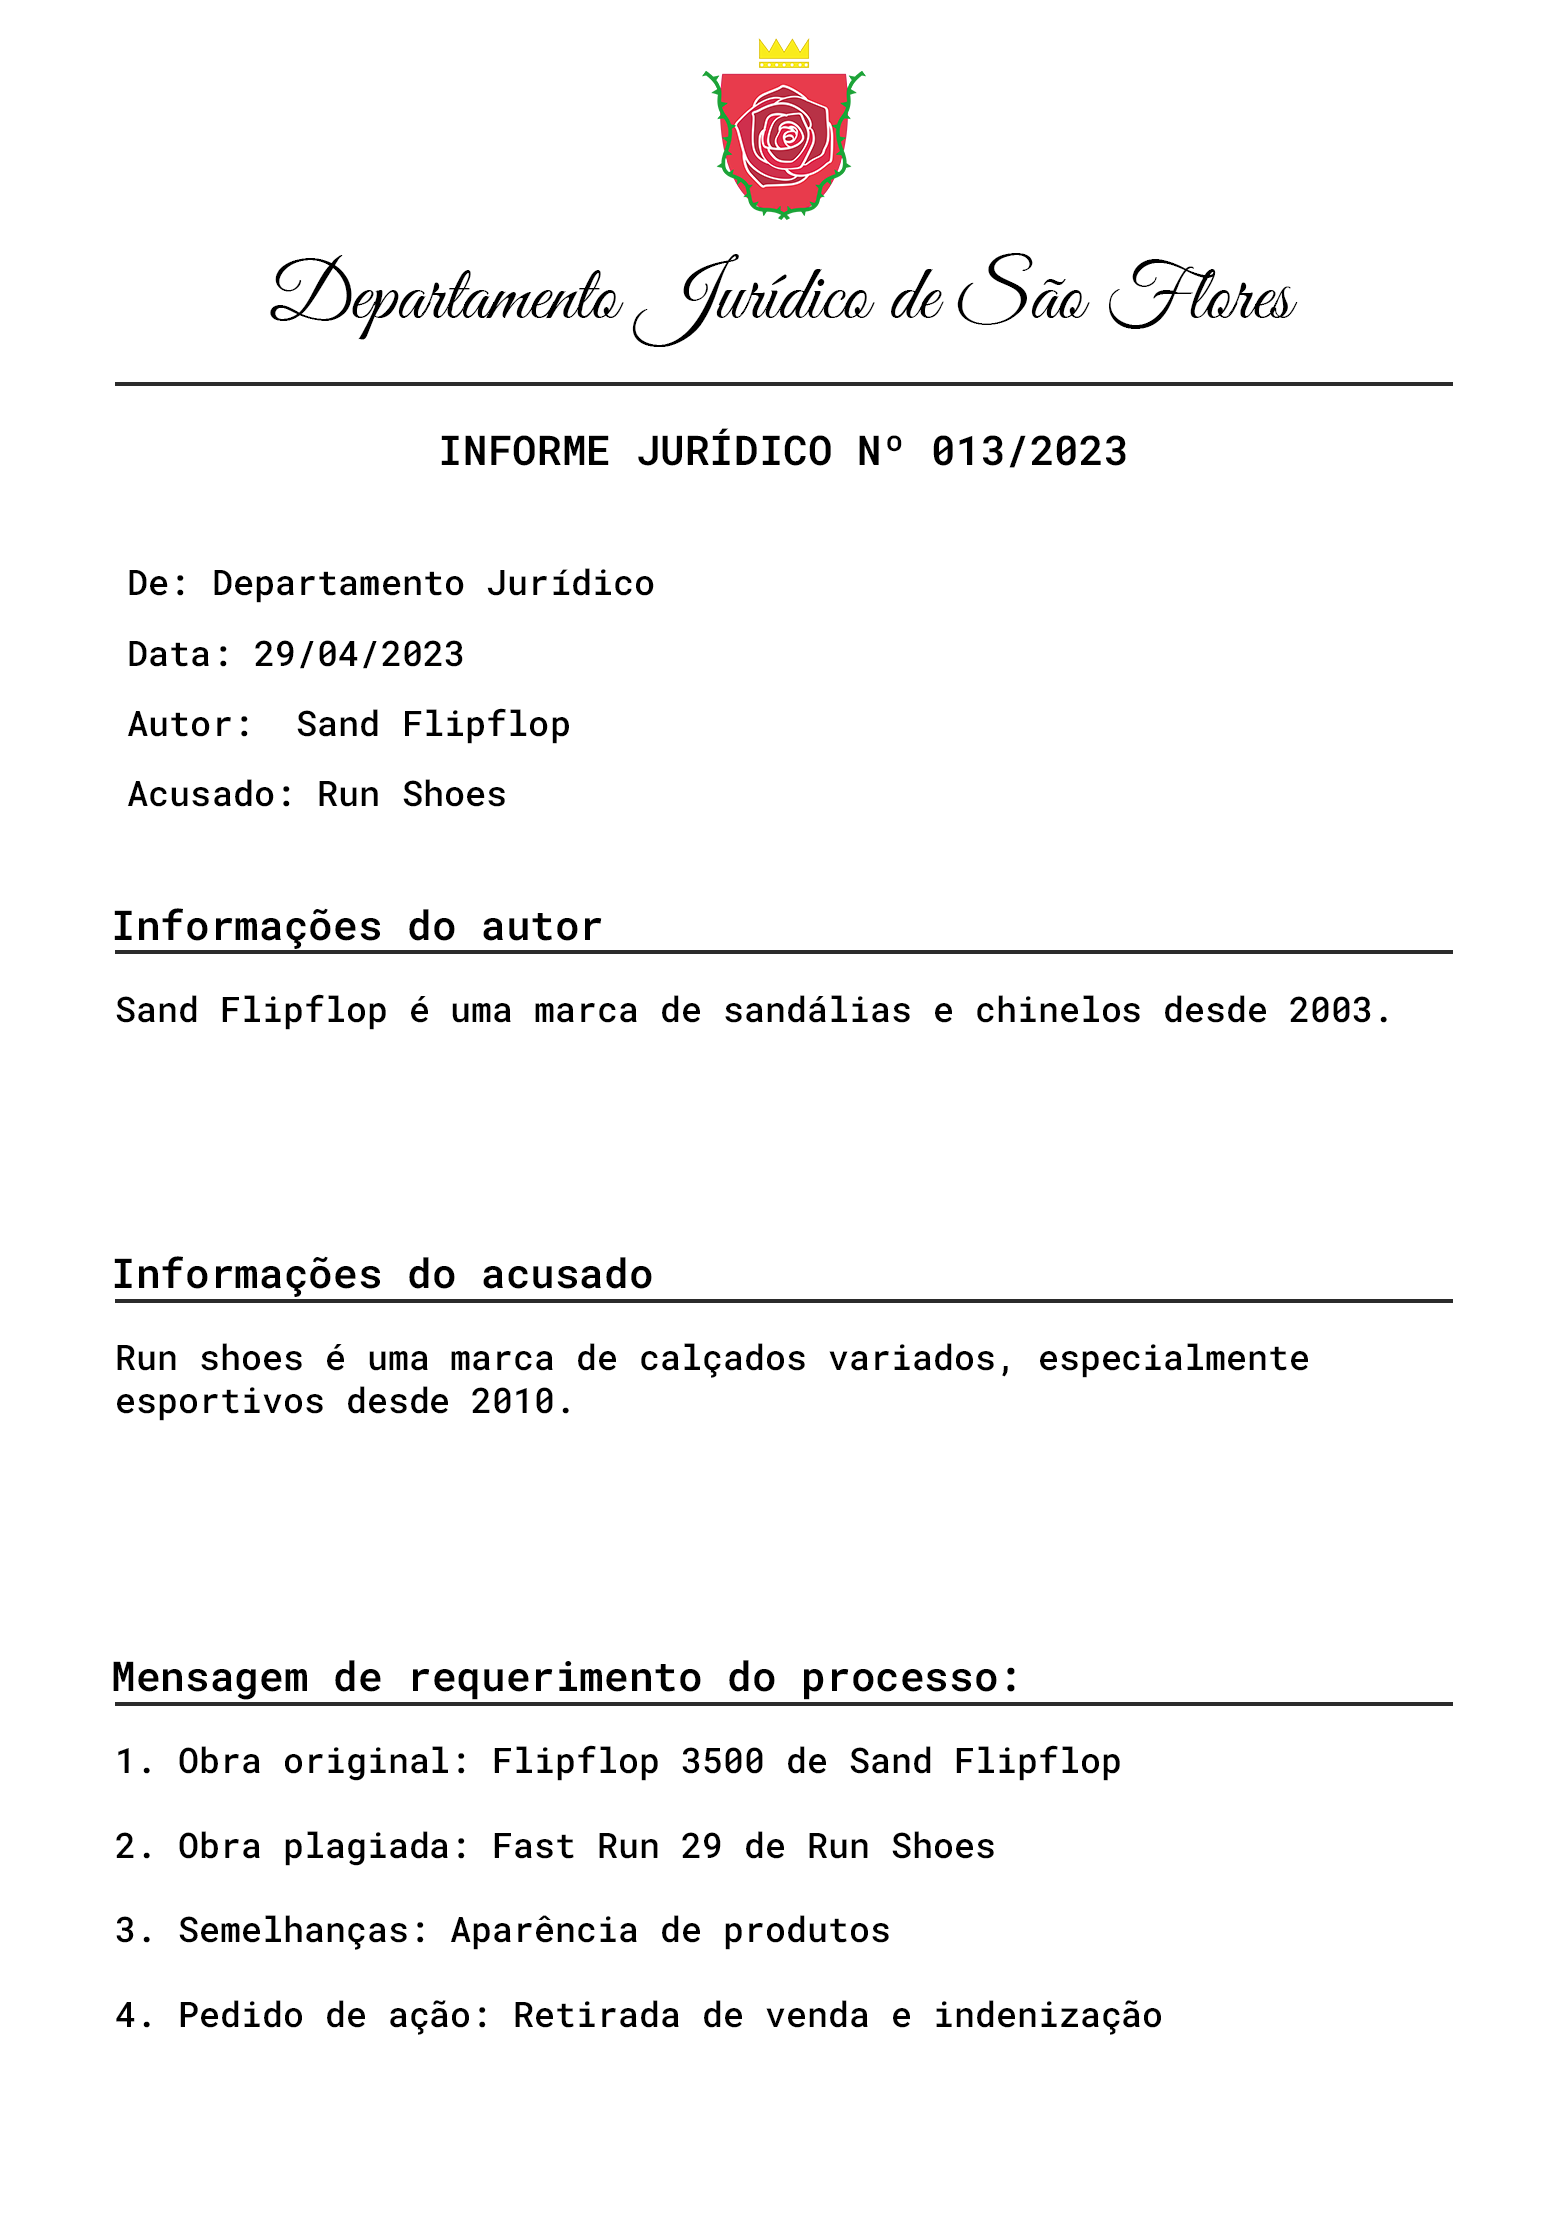 Departamento Jurídico de São Flores
INFORME JURÍDICO Nº 013/2023
De: Departamento Jurídico
Data: 29/04/2023
Autor:  Sand Flipflop
Acusado: Run Shoes
Informações do autor
Sand Flipflop é uma marca de sandálias e chinelos desde 2003.
Informações do acusado
Run shoes é uma marca de calçados variados, especialmente
esportivos desde 2010.
Mensagem de requerimento do processo:
1. Obra original: Flipflop 3500 de Sand Flipflop
2. Obra plagiada: Fast Run 29 de Run Shoes
3. Semelhanças: Aparência de produtos
4. Pedido de ação: Retirada de venda e indenização